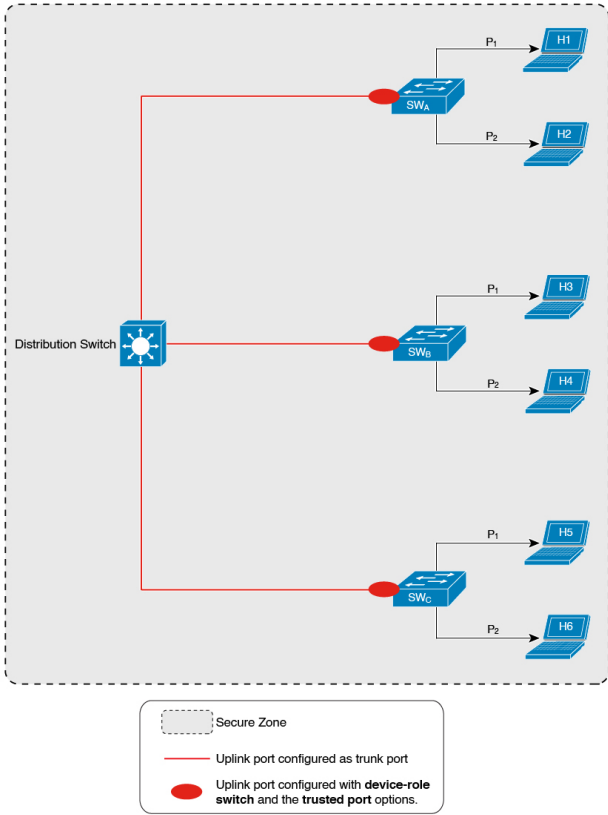 P1
H1
SWA
P2
H2
P1
H3
Distribution Switch
SWB
P2
H4
P1
H5
SWC
P2
H6
Secure Zone
Uplink port configured as trunk port
Uplink port configured with device-role
switch and the trusted port options.